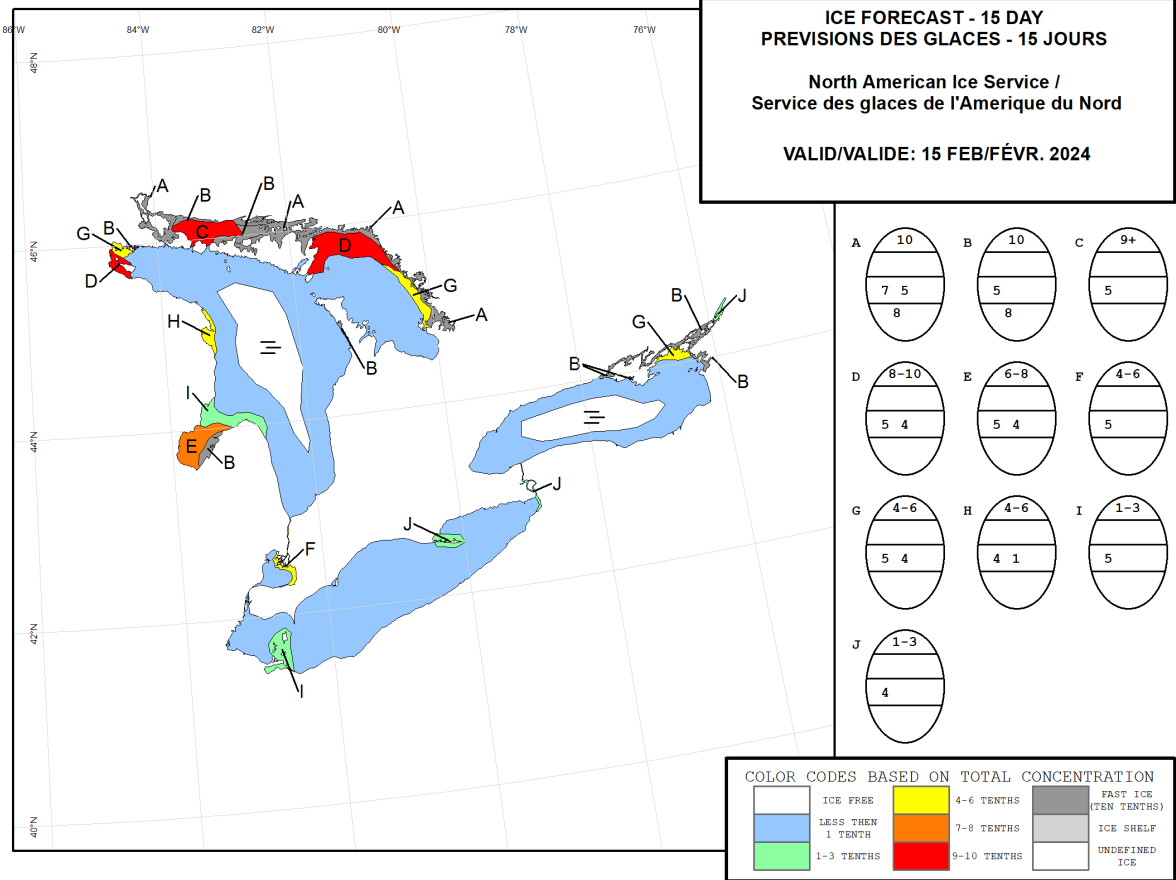 ICE FORECAST - 15 DAY
PREVISIONS DES GLACES - 15 JOURS
North American Ice Service /
Service des glaces de l'Amerique du Nord
VALID/VALIDE: 15 FEB/FÉVR. 2024
86°W 84°W 82°W 80°W 78°W 76°W
48°N
46°N
44°N
42°N
40°N
A
B
B
A
A
G
B
C
D
D
G
A
H
B
I
E
B
B
J
G
B
B
J
J
F
I
A 10
7 5
8
B 10
5
8
C 9+
5
D 8-10
5 4
E 6-8
5 4
F 4-6
5
G 4-6
5 4
H 4-6
4 1
I 1-3
5
J 1-3
4
COLOR CODES BASED ON TOTAL CONCENTRATION
ICE FREE
LESS THEN
1 TENTH
1-3 TENTHS
4-6 TENTHS
7-8 TENTHS
9-10 TENTHS
FAST ICE
(TEN TENTHS)
ICE SHELF
UNDEFINED
ICE